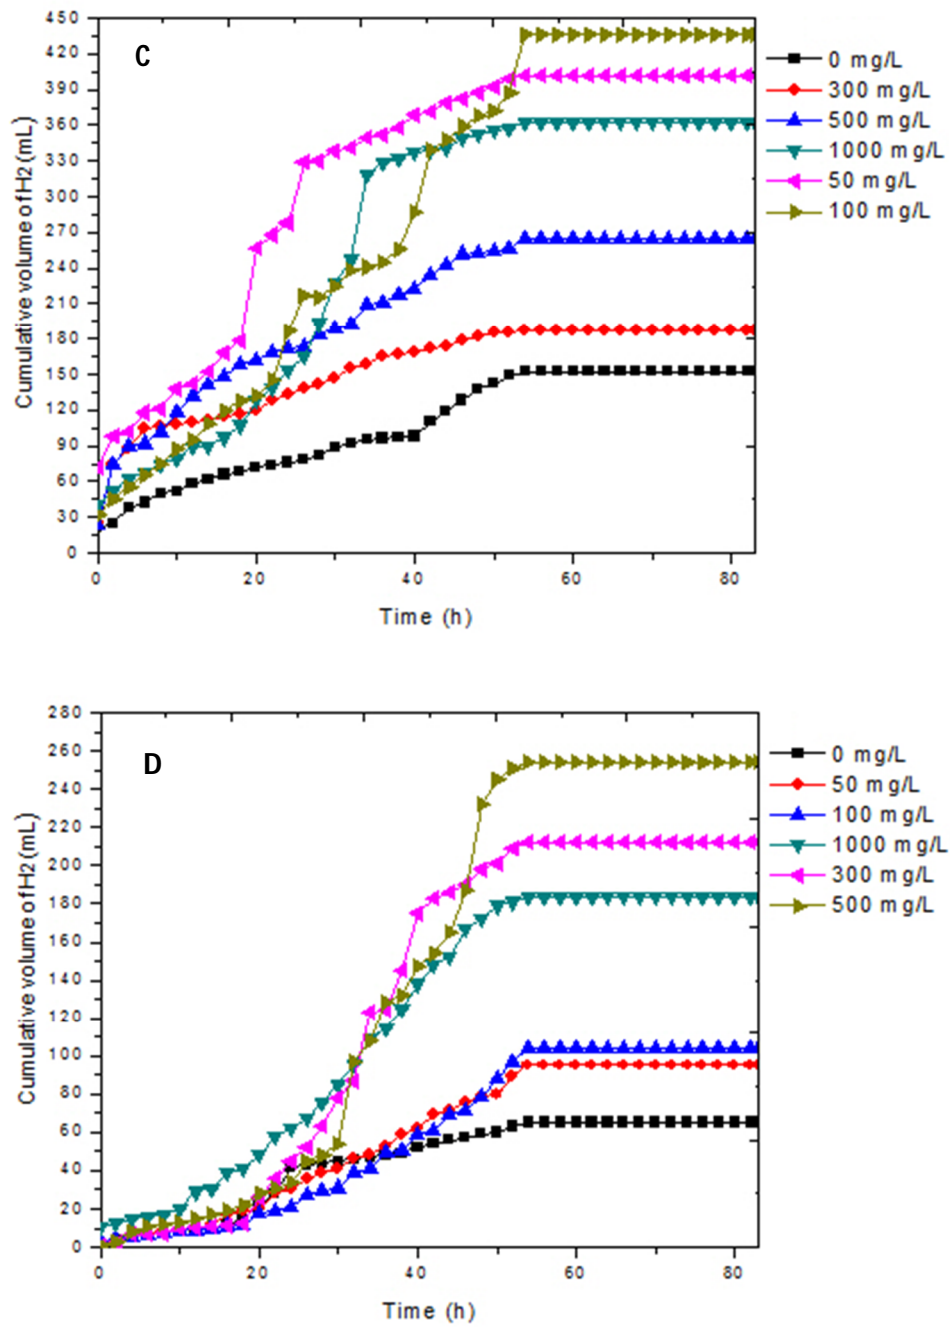 C
450
420
390
360
330
300
270
240
210
180
150
120
90
60
30
0
Cumulative volume of H2 (mL)
0 20 40 60 80
Time (h)
0 mg/L
300 mg/L
500 mg/L
1000 mg/L
50 mg/L
100 mg/L
D
280
260
240
220
200
180
160
140
120
100
80
60
40
20
0
Cumulative volume of H2 (mL)
0 20 40 60 80
Time (h)
0 mg/L
50 mg/L
100 mg/L
1000 mg/L
300 mg/L
500 mg/L